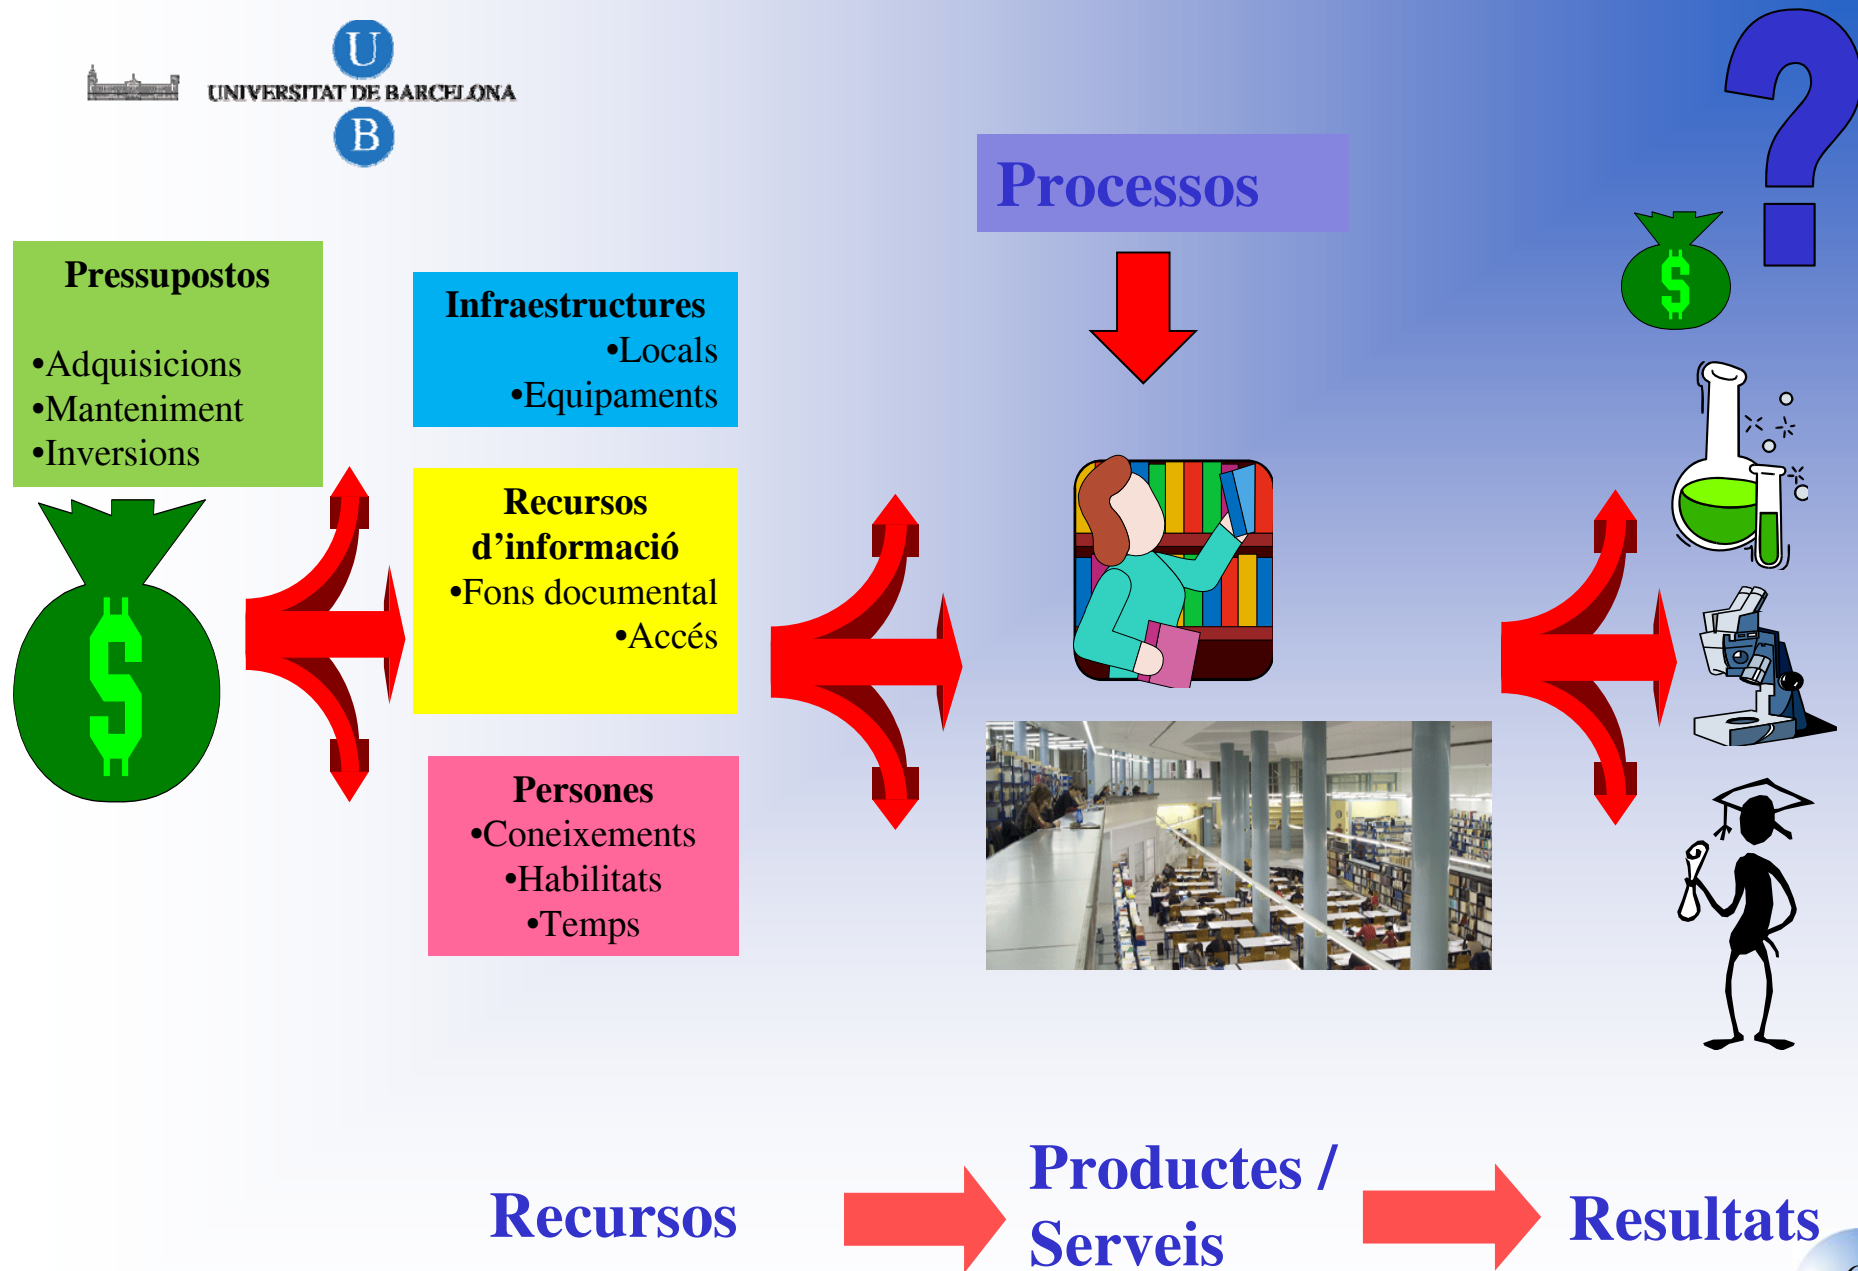 U
UNIVERSITAT DE BARCELONA
B
Processos
Pressupostos
•Adquisicions
•Manteniment
•Inversions
Infraestructures
•Locals
•Equipaments
Recursos
d’informació
•Fons documental
•Accés
Persones
•Coneixements
•Habilitats
•Temps
?
$
$
Recursos
Productes /
Serveis
Resultats